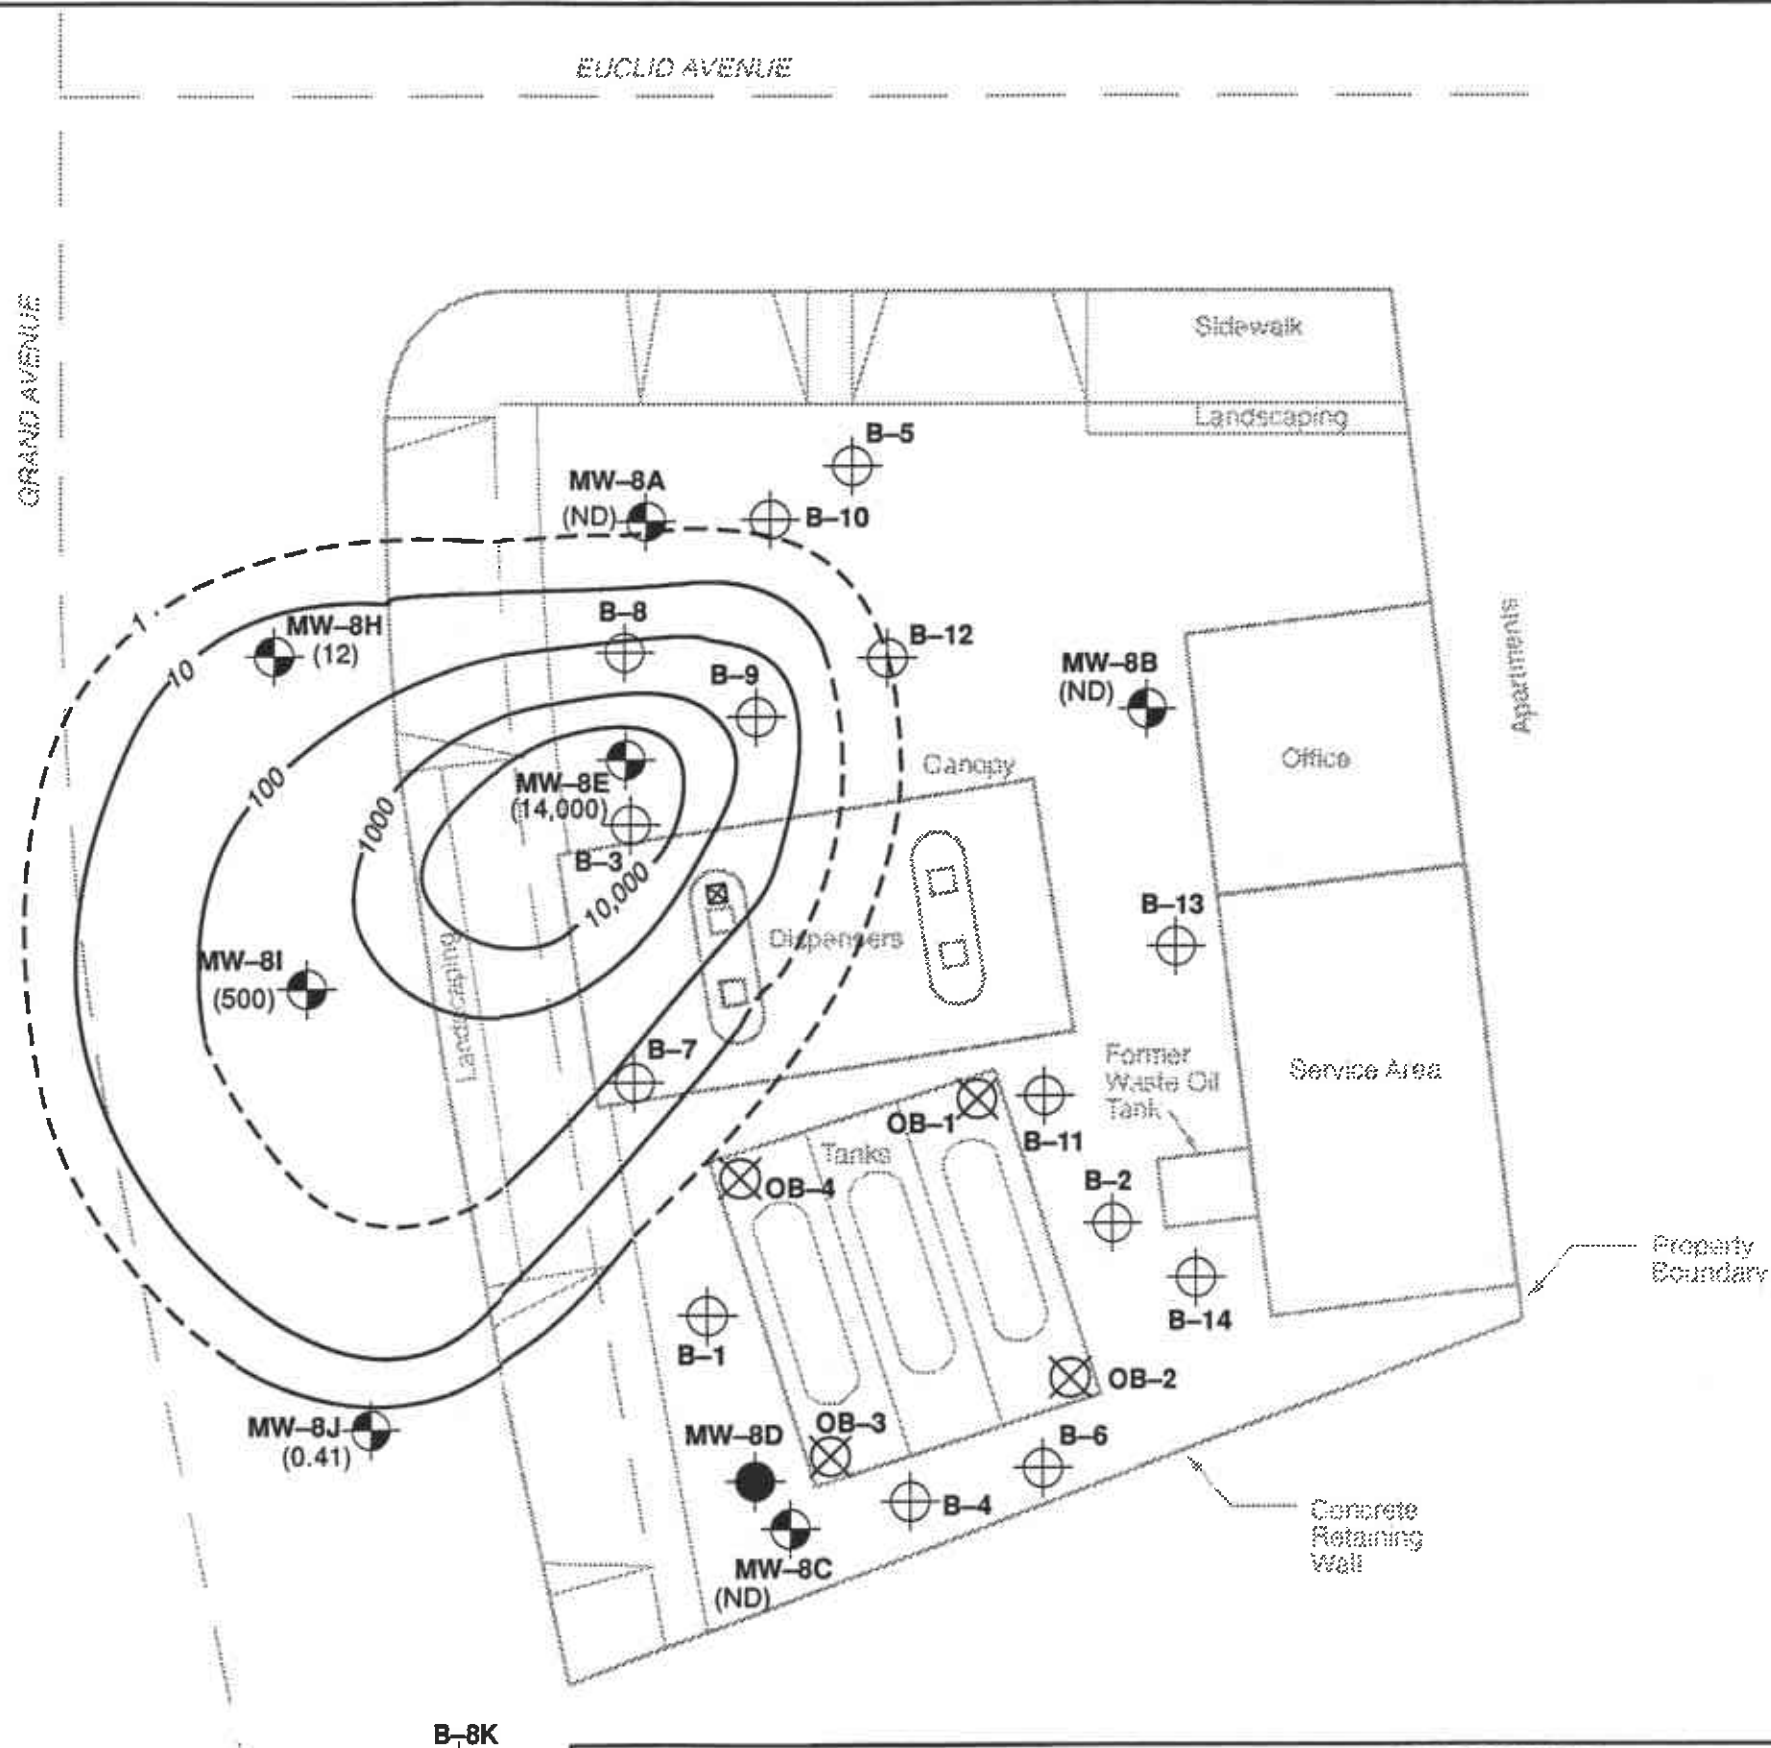 EUCLID AVENUE
GRAND AVENUE
Sidewalk
Landscaping
B–5
MW–8A
(ND)
B–10
1
MW–8H
(12)
B–8
B–12
10
B–9
MW–8B
(ND)
Apartments
100
MW–8E
(14,000)
Canopy
Office
1000
B–3
10,000
B–13
Dispensers
MW–8I
(500)
Landscaping
B–7
Former
Waste Oil
Tank
Service Area
OB–1
B–11
Tanks
OB–4
B–2
Property
Boundary
B–14
B–1
OB–2
MW–8J
(0.41)
OB–3
MW–8D
B–6
B–4
Concrete
Retaining
Wall
MW–8C
(ND)
B–8K